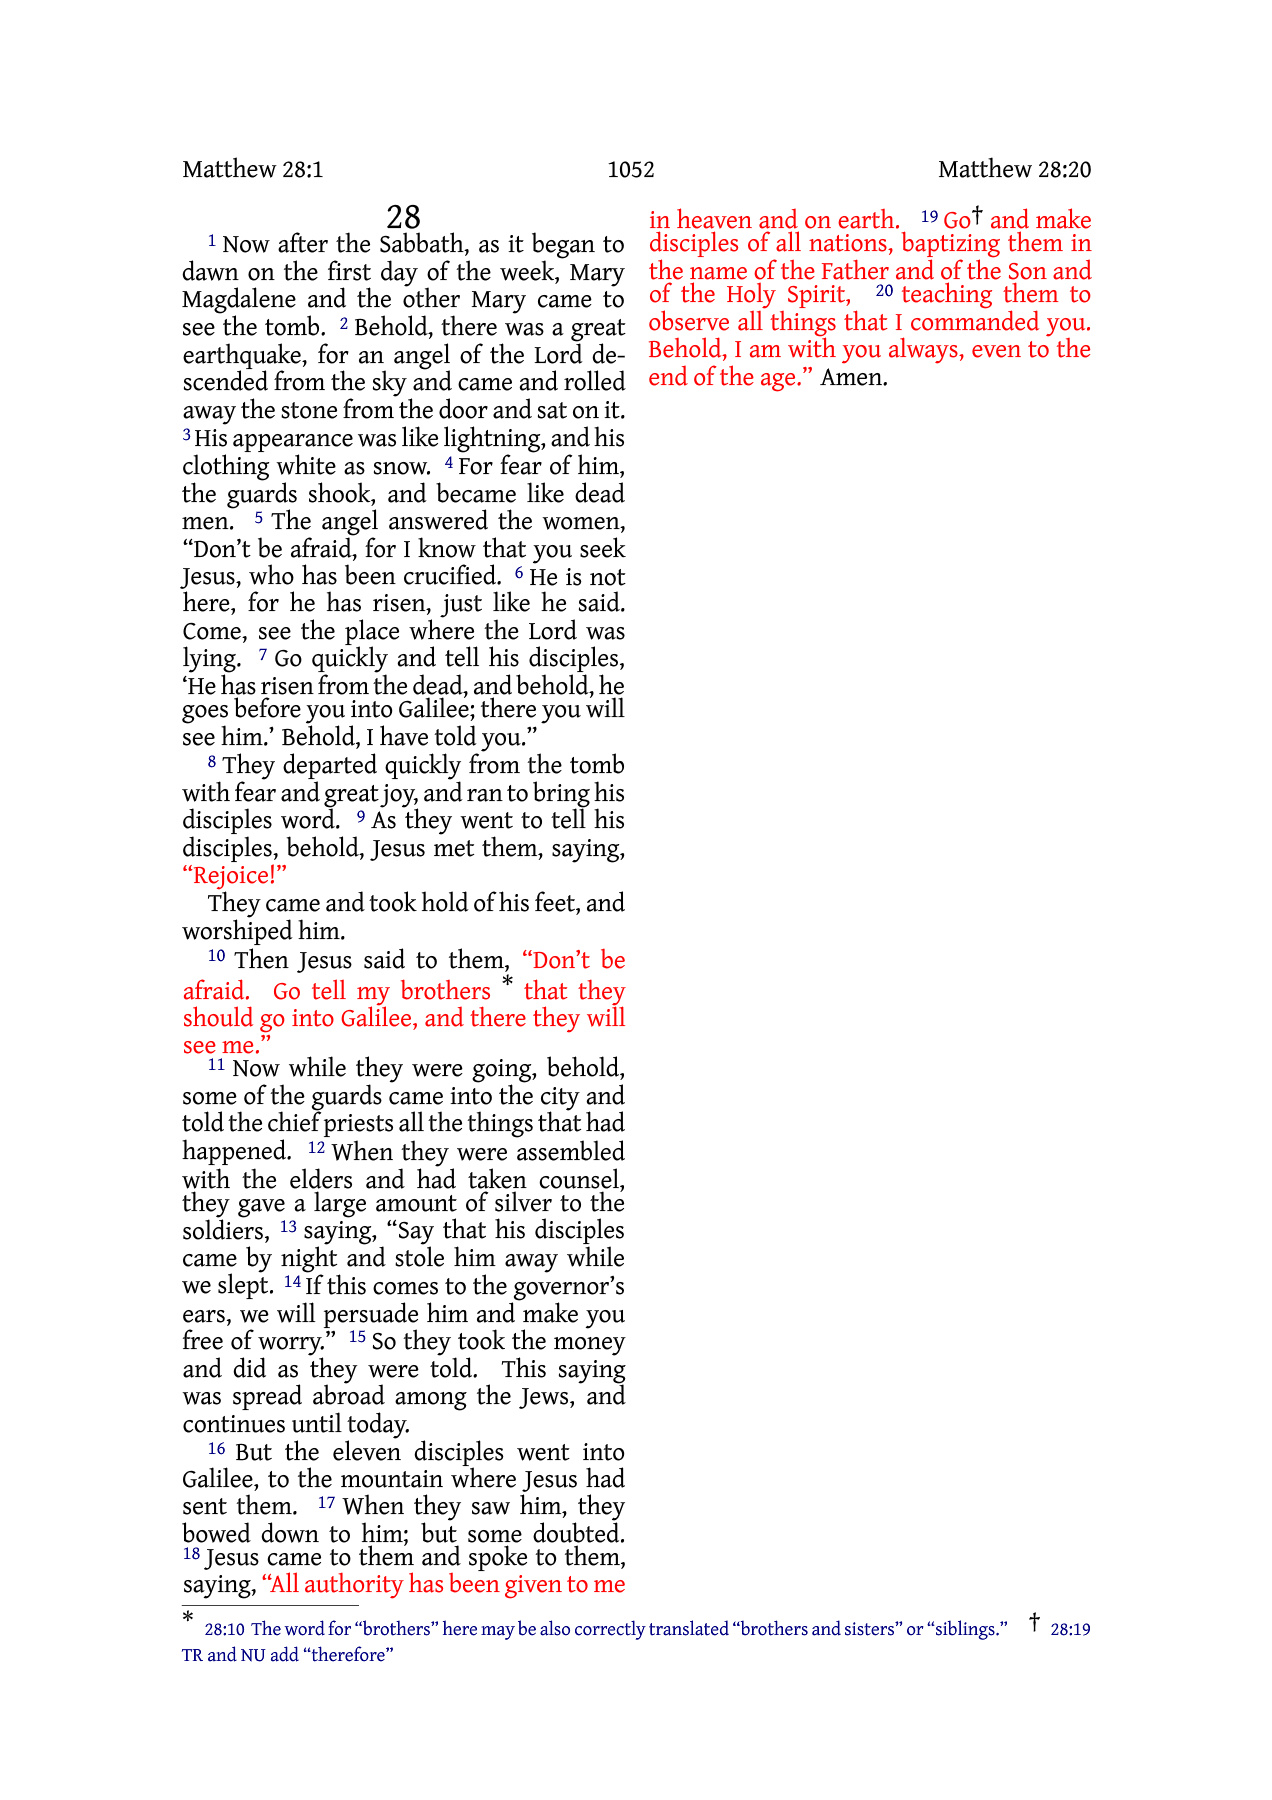 Matthew 28:1 1052 Matthew 28:20
28
1 Now after the Sabbath, as it began to
dawn on the first day of the week, Mary
Magdalene and the other Mary came to
see the tomb. 2 Behold, there was a great
earthquake, for an angel of the Lord de-
scended from the sky and came and rolled
away the stone from the door and sat on it.
3 His appearance was like lightning, and his
clothing white as snow. 4 For fear of him,
the guards shook, and became like dead
men. 5 The angel answered the women,
“Don’t be afraid, for I know that you seek
Jesus, who has been crucified. 6 He is not
here, for he has risen, just like he said.
Come, see the place where the Lord was
lying. 7 Go quickly and tell his disciples,
‘He has risen from the dead, and behold, he
goes before you into Galilee; there you will
see him.’ Behold, I have told you.”
8 They departed quickly from the tomb
with fear and great joy, and ran to bring his
disciples word. 9 As they went to tell his
disciples, behold, Jesus met them, saying,
“Rejoice!”
They came and took hold of his feet, and
worshiped him.
10 Then Jesus said to them, “Don’t be
afraid. Go tell my brothers * that they
should go into Galilee, and there they will
see me.”
11 Now while they were going, behold,
some of the guards came into the city and
told the chief priests all the things that had
happened. 12 When they were assembled
with the elders and had taken counsel,
they gave a large amount of silver to the
soldiers, 13 saying, “Say that his disciples
came by night and stole him away while
we slept. 14 If this comes to the governor’s
ears, we will persuade him and make you
free of worry.” 15 So they took the money
and did as they were told. This saying
was spread abroad among the Jews, and
continues until today.
16 But the eleven disciples went into
Galilee, to the mountain where Jesus had
sent them. 17 When they saw him, they
bowed down to him; but some doubted.
18 Jesus came to them and spoke to them,
saying, “All authority has been given to me
in heaven and on earth. 19 Go† and make
disciples of all nations, baptizing them in
the name of the Father and of the Son and
of the Holy Spirit, 20 teaching them to
observe all things that I commanded you.
Behold, I am with you always, even to the
end of the age.” Amen.
* 28:10 The word for “brothers” here may be also correctly translated “brothers and sisters” or “siblings.” † 28:19
TR and NU add “therefore”